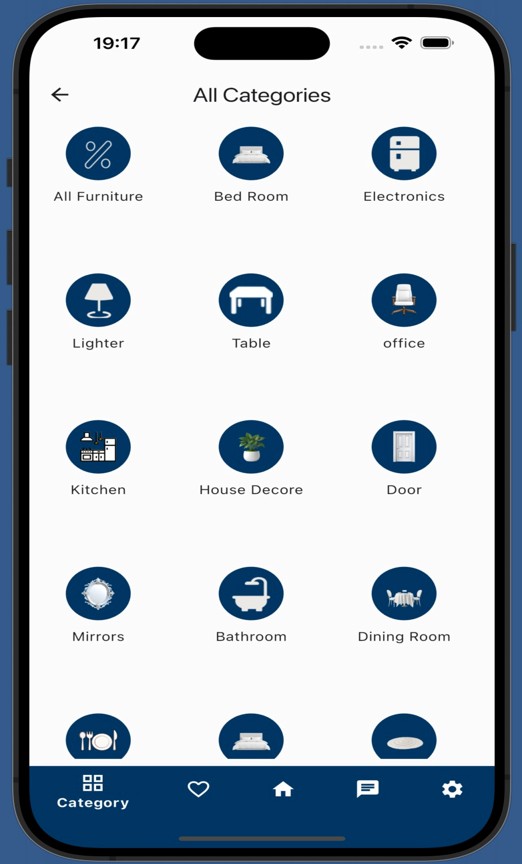 19:17
All Categories
All Furniture
Bed Room
Electronics
Lighter
Table
office
Kitchen
House Decore
Door
Mirrors
Bathroom
Dining Room
Category